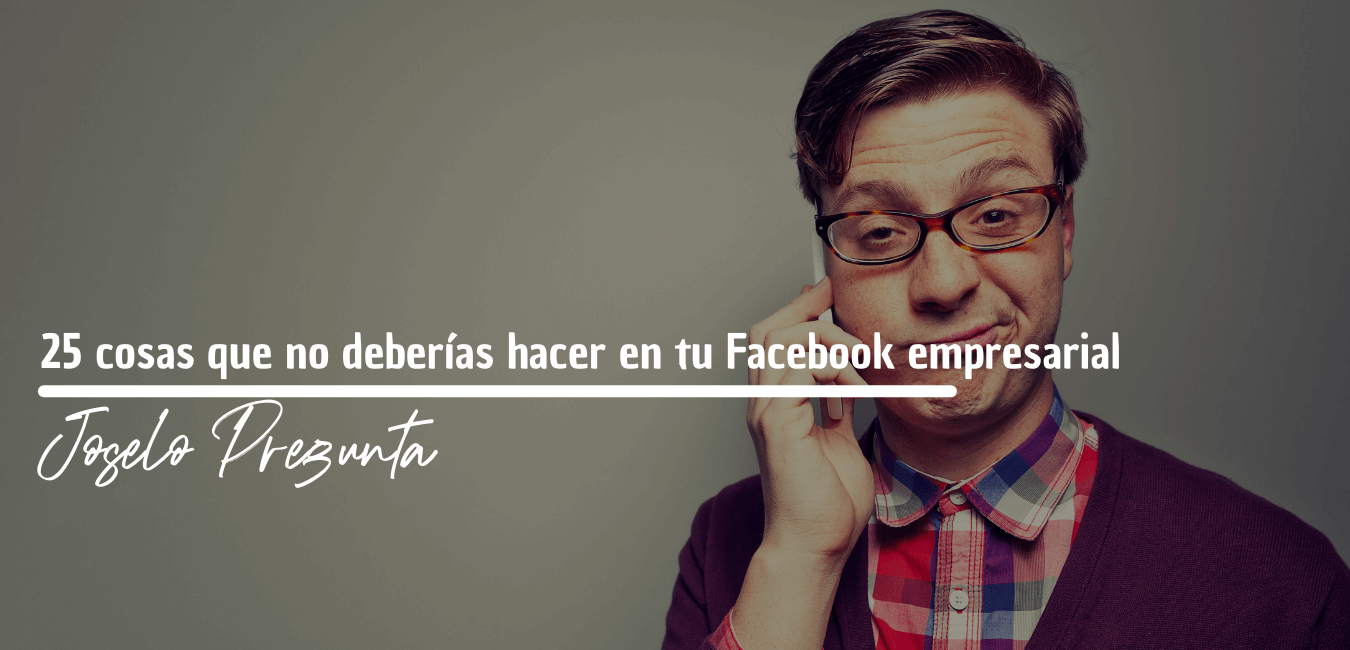 25 cosas que no deberías hacer en tu Facebook empresarial
Joselo Prezunta